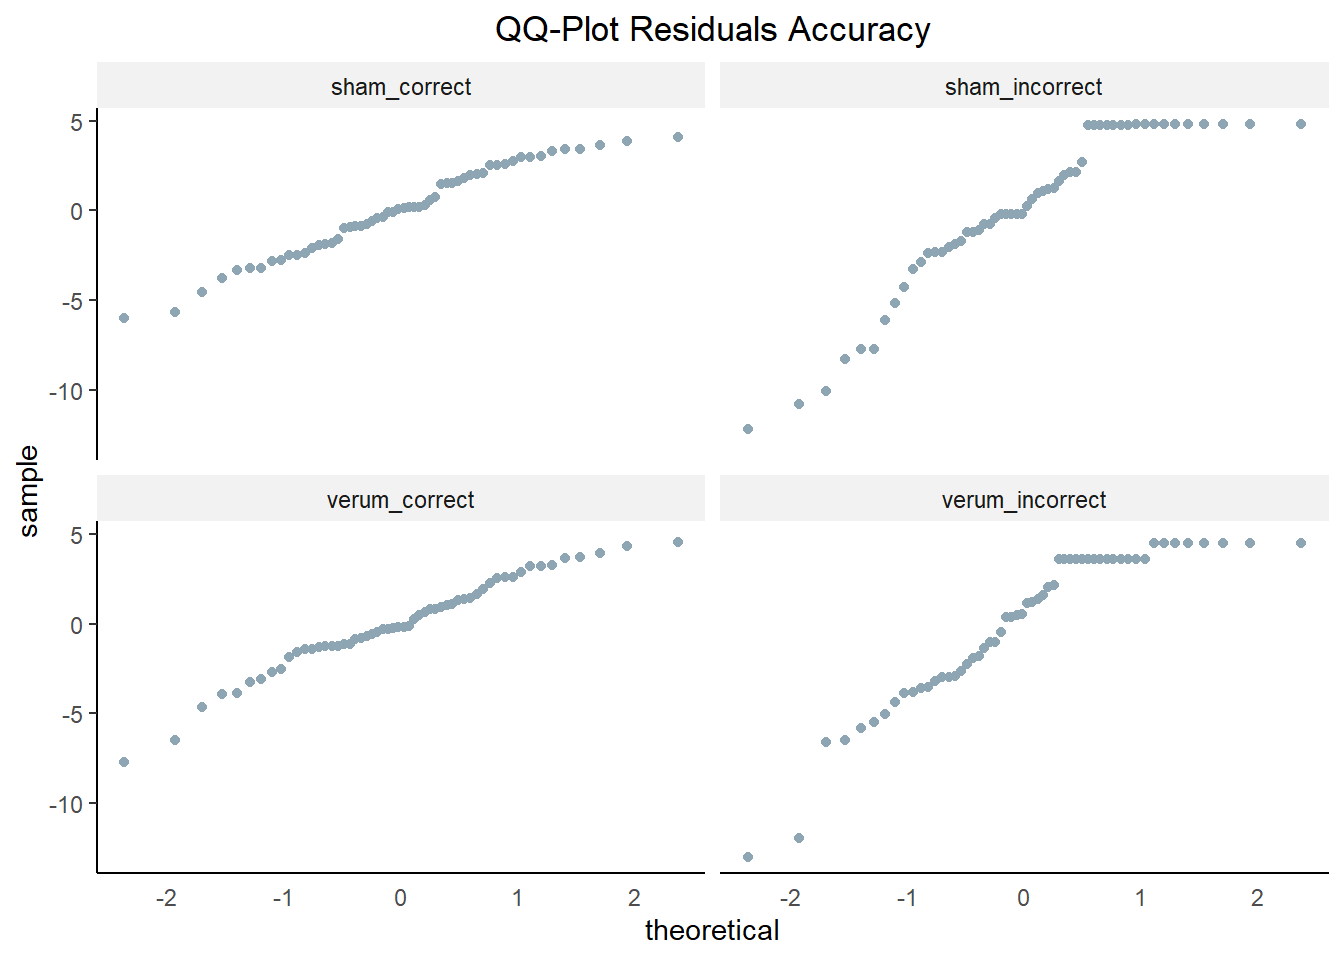 QQ-Plot Residuals Accuracy
sham_correct
sham_incorrect
5
0
-5
-10
sample
verum_correct
verum_incorrect
5
0
-5
-10
-2 -1 0 1 2
-2 -1 0 1 2
theoretical